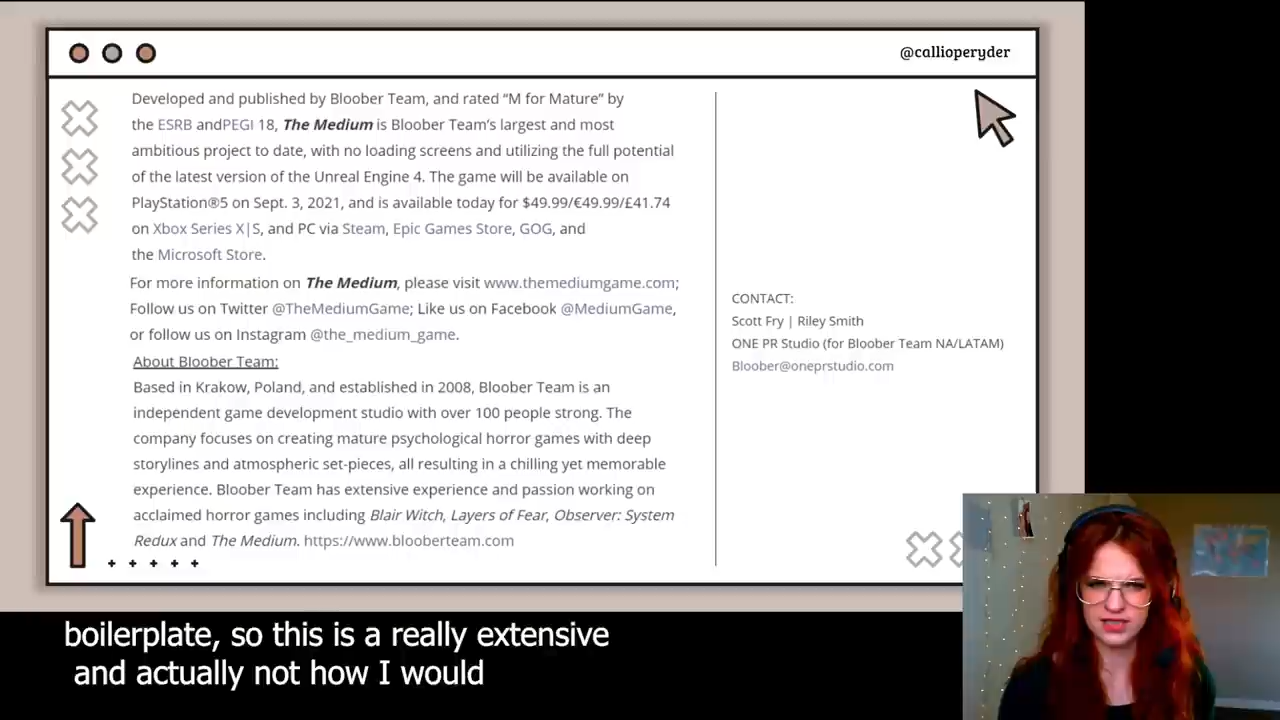 @callioperyder
Developed and published by Bloober Team, and rated “M for Mature” by
the ESRB andPEGI 18, The Medium is Bloober Team’s largest and most
ambitious project to date, with no loading screens and utilizing the full potential
of the latest version of the Unreal Engine 4. The game will be available on
PlayStation®5 on Sept. 3, 2021, and is available today for $49.99/€49.99/£41.74
on Xbox Series X|S, and PC via Steam, Epic Games Store, GOG, and
the Microsoft Store.
For more information on The Medium, please visit www.themediumgame.com;
Follow us on Twitter @TheMediumGame; Like us on Facebook @MediumGame,
or follow us on Instagram @the_medium_game.
About Bloober Team:
Based in Krakow, Poland, and established in 2008, Bloober Team is an
independent game development studio with over 100 people strong. The
company focuses on creating mature psychological horror games with deep
storylines and atmospheric set-pieces, all resulting in a chilling yet memorable
experience. Bloober Team has extensive experience and passion working on
acclaimed horror games including Blair Witch, Layers of Fear, Observer: System
Redux and The Medium. https://www.blooberteam.com
CONTACT:
Scott Fry | Riley Smith
ONE PR Studio (for Bloober Team NA/LATAM)
Bloober@oneprstudio.com
boilerplate, so this is a really extensive
and actually not how I would